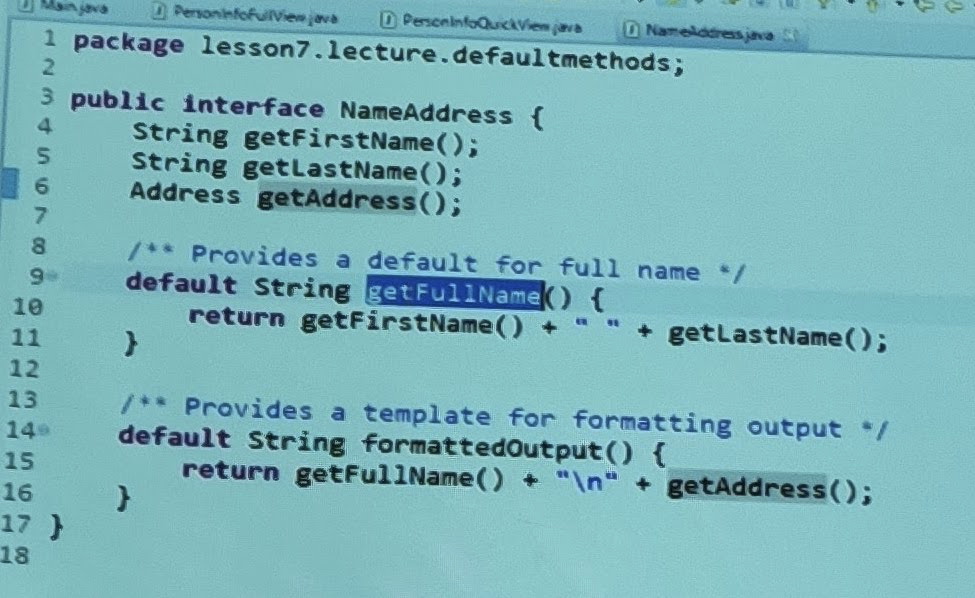 Main.java PersonInfoFullView.java PersonInfoQuickView.java NameAddress.java
1 package lesson7.lecture.defaultmethods;
2
3 public interface NameAddress {
4 String getFirstName();
5 String getLastName();
6 Address getAddress();
7
8 /** Provides a default for full name */
9 default String getFullName() {
10 return getFirstName() + " " + getLastName();
11 }
12
13 /** Provides a template for formatting output */
14 default String formattedOutput() {
15 return getFullName() + "\n" + getAddress();
16 }
17 }
18